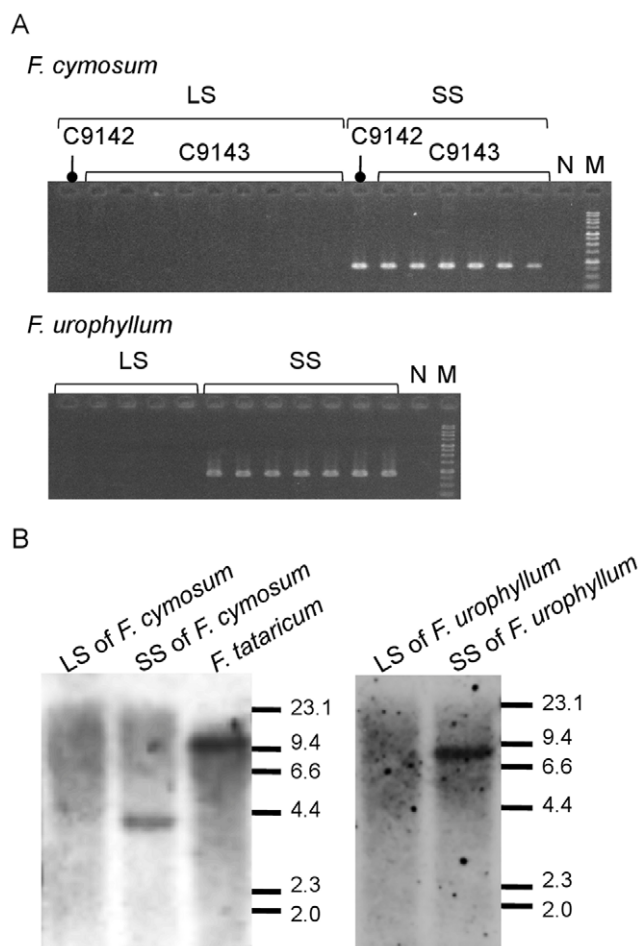 A
F. cymosum
LS SS
C9142 C9142
C9143 C9143 N M
F. urophyllum
LS SS N M
B
LS of F. cymosum
SS of F. cymosum
F. tataricum
23.1
9.4
6.6
4.4
2.3
2.0
LS of F. urophyllum
SS of F. urophyllum
23.1
9.4
6.6
4.4
2.3
2.0